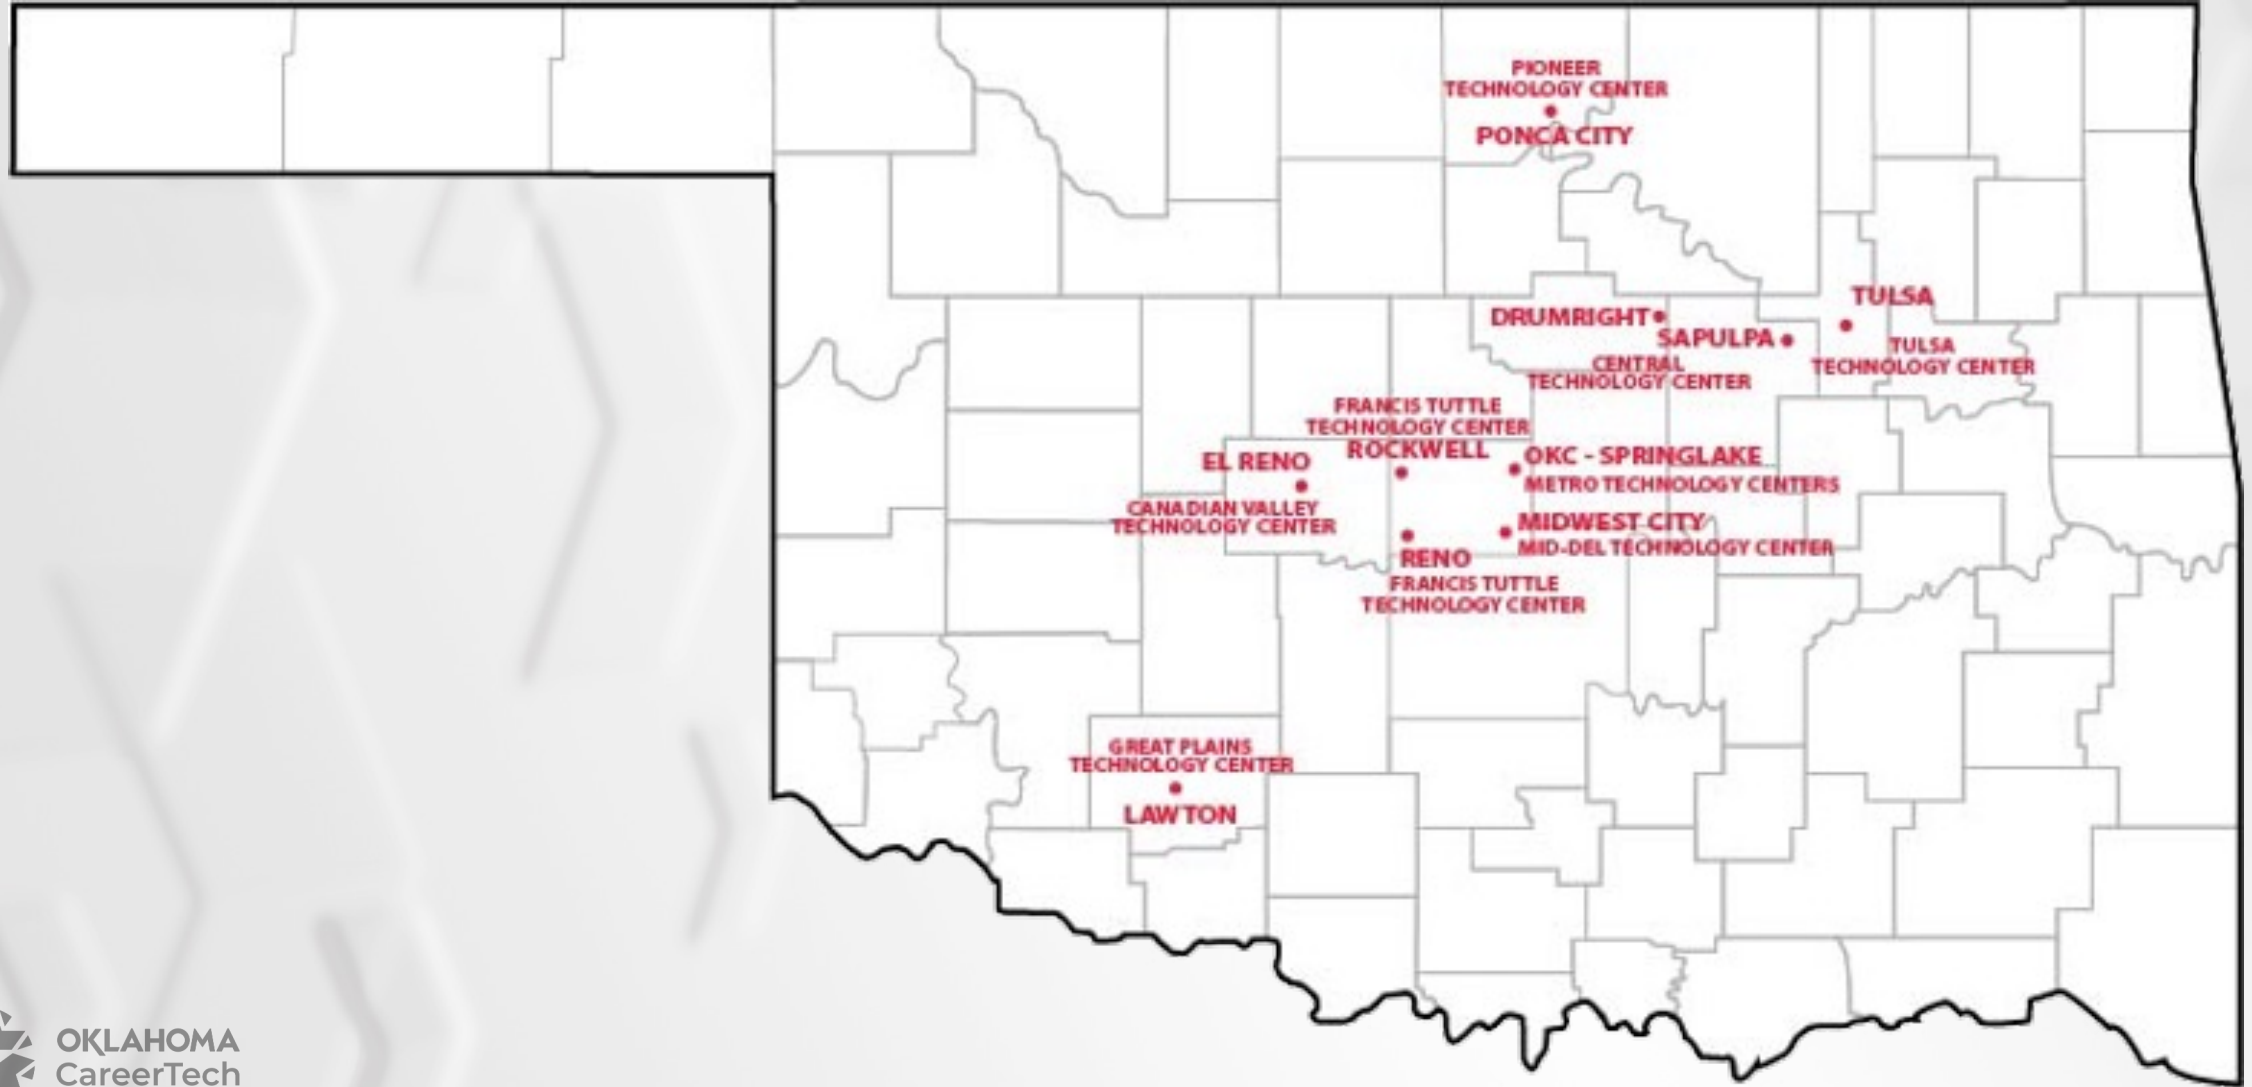 PIONEER
TECHNOLOGY CENTER
PONCA CITY
TULSA
DRUMRIGHT
SAPULPA
TULSA
TECHNOLOGY CENTER
CENTRAL
TECHNOLOGY CENTER
FRANCIS TUTTLE
TECHNOLOGY CENTER
ROCKWELL
EL RENO
CANADIAN VALLEY
TECHNOLOGY CENTER
OKC - SPRINGLAKE
METRO TECHNOLOGY CENTERS
MIDWEST CITY
MID-DEL TECHNOLOGY CENTER
RENO
FRANCIS TUTTLE
TECHNOLOGY CENTER
GREAT PLAINS
TECHNOLOGY CENTER
LAWTON
OKLAHOMA
CareerTech